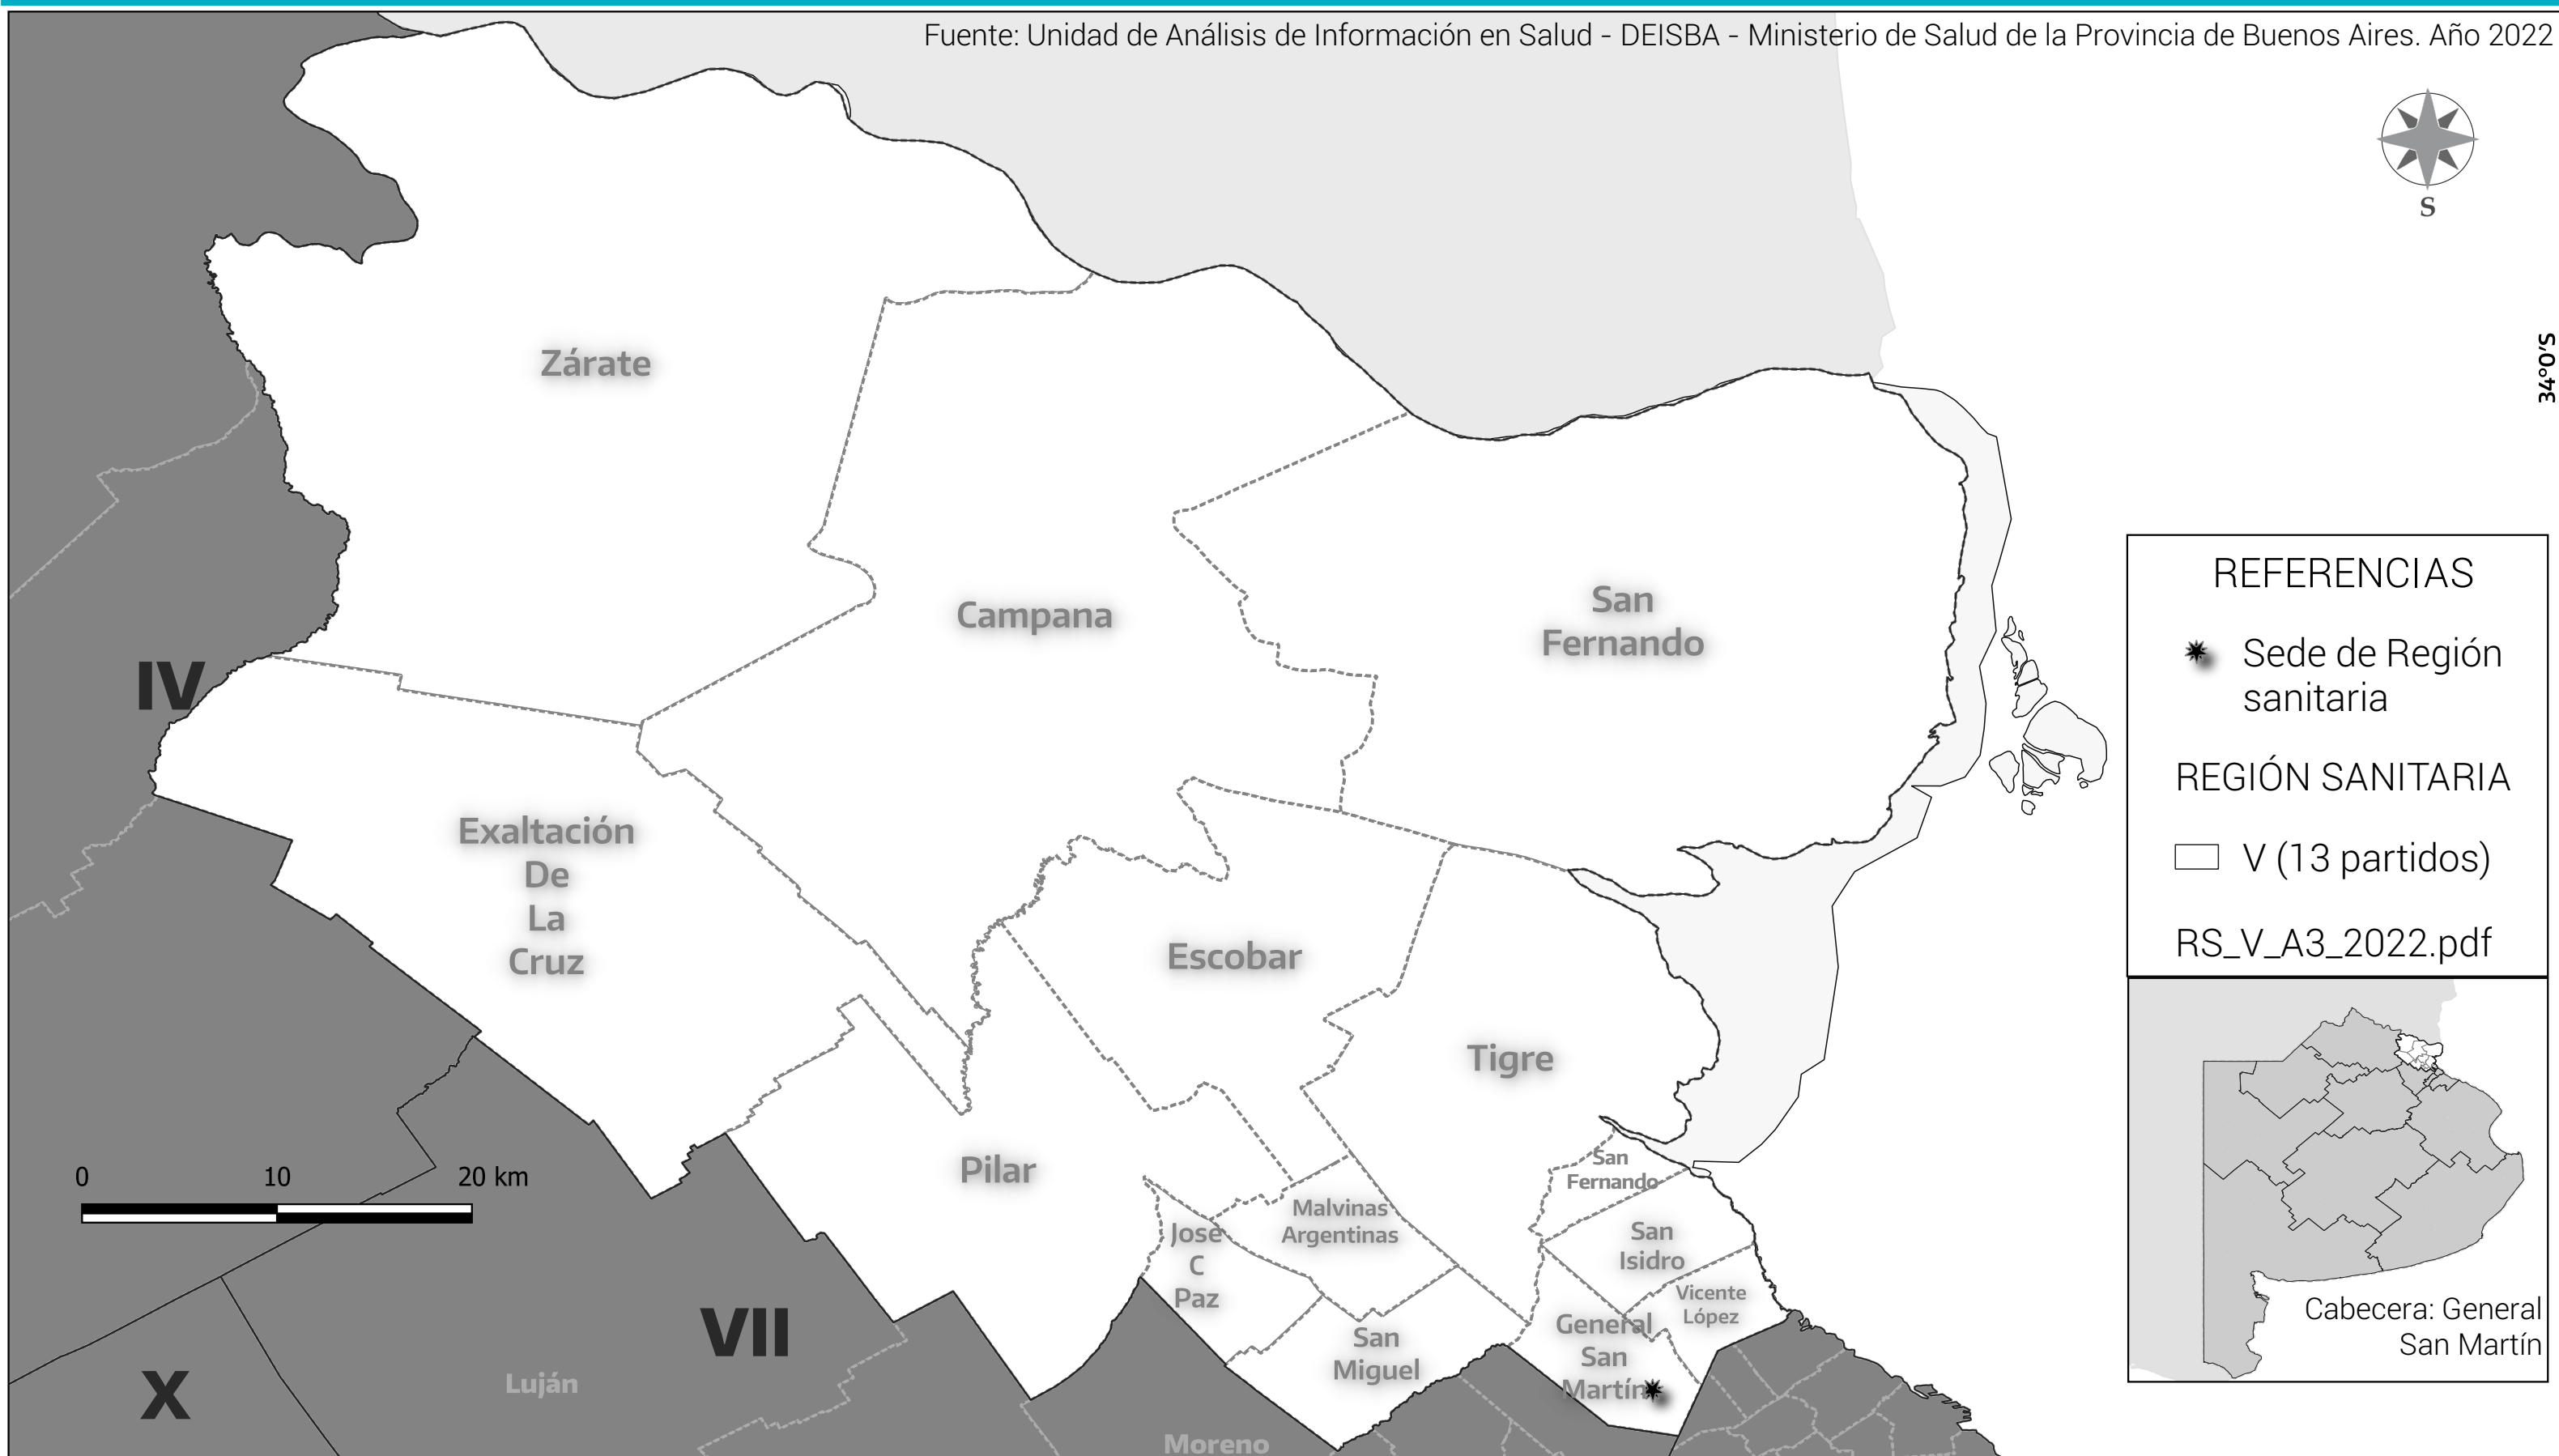 Fuente: Unidad de Análisis de Información en Salud - DEISBA - Ministerio de Salud de la Provincia de Buenos Aires. Año 2022
S
34°0'S
Zárate
Campana
San
Fernando
IV
Exaltación
De
La
Cruz
Escobar
Tigre
Pilar
San
Fernando
Malvinas
Argentinas
José
C
Paz
San
Isidro
Vicente
López
General
San
Martín
San
Miguel
0 10 20 km
VII
X
Luján
Moreno
REFERENCIAS
Sede de Región
sanitaria
REGIÓN SANITARIA
V (13 partidos)
RS_V_A3_2022.pdf
Cabecera: General
San Martín